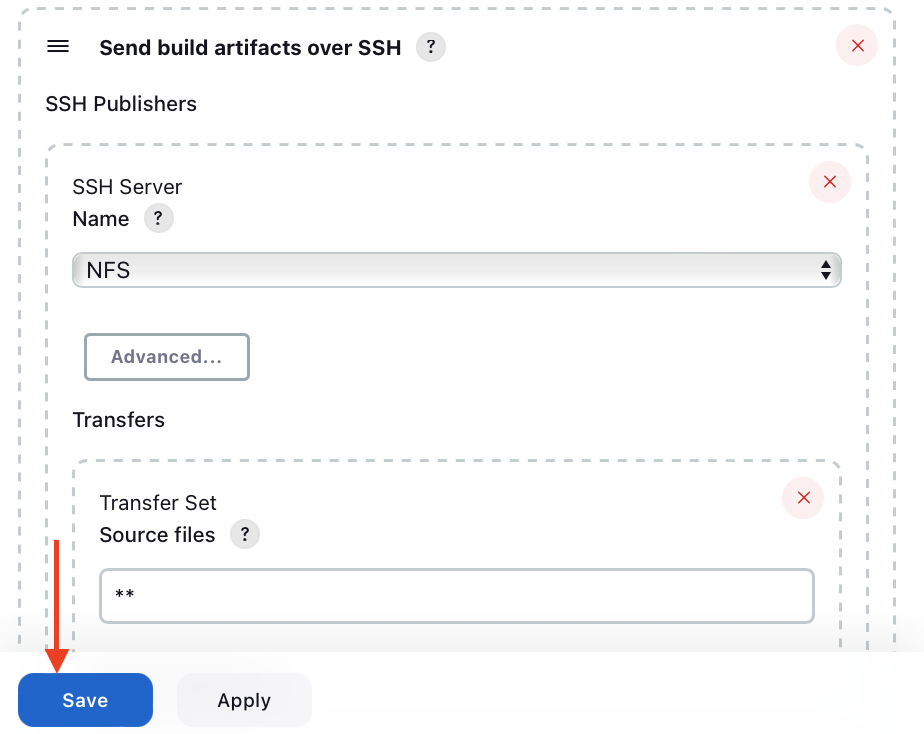 Send build artifacts over SSH ?
SSH Publishers
SSH Server
Name ?
NFS
Advanced...
Transfers
Transfer Set
Source files ?
**
Save Apply